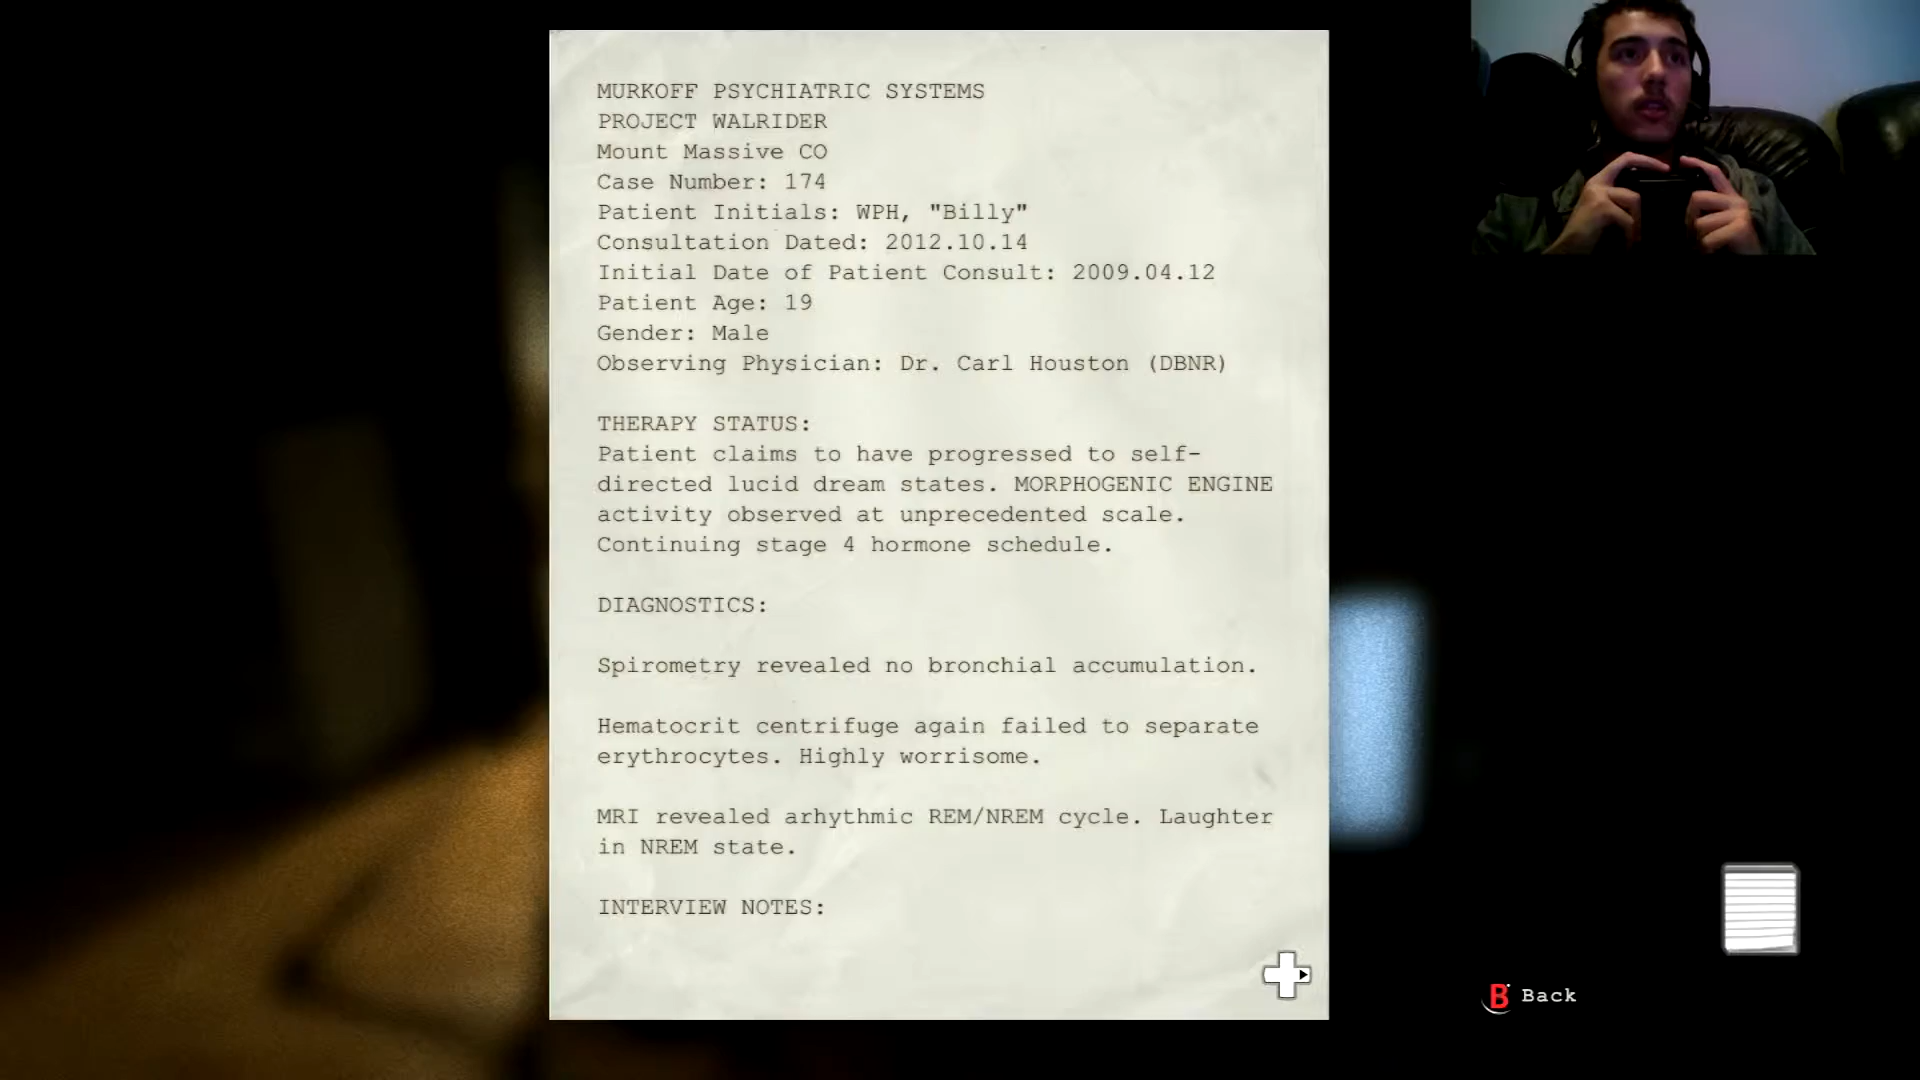 MURKOFF PSYCHIATRIC SYSTEMS
PROJECT WALRIDER
Mount Massive CO
Case Number: 174
Patient Initials: WPH, "Billy"
Consultation Dated: 2012.10.14
Initial Date of Patient Consult: 2009.04.12
Patient Age: 19
Gender: Male
Observing Physician: Dr. Carl Houston (DBNR)
THERAPY STATUS:
Patient claims to have progressed to self-
directed lucid dream states. MORPHOGENIC ENGINE
activity observed at unprecedented scale.
Continuing stage 4 hormone schedule.
DIAGNOSTICS:
Spirometry revealed no bronchial accumulation.
Hematocrit centrifuge again failed to separate
erythrocytes. Highly worrisome.
MRI revealed arhythmic REM/NREM cycle. Laughter
in NREM state.
INTERVIEW NOTES:
B Back